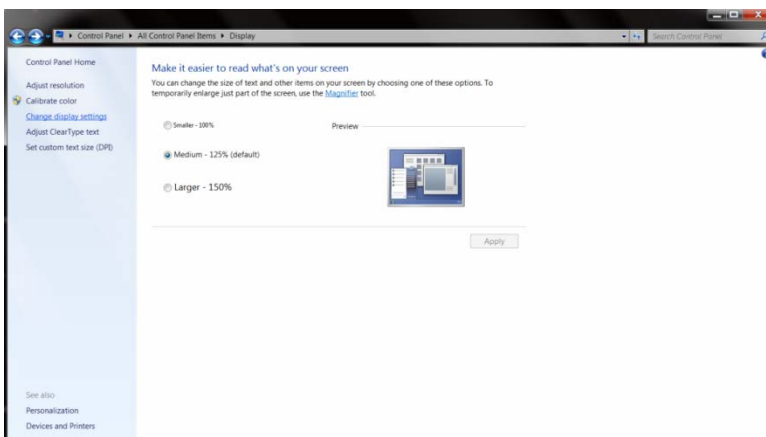 Control Panel ▸ All Control Panel Items ▸ Display
Search Control Panel
Control Panel Home
Adjust resolution
Calibrate color
Change display settings
Adjust ClearType text
Set custom text size (DPI)
Make it easier to read what's on your screen
You can change the size of text and other items on your screen by choosing one of these options. To
temporarily enlarge just part of the screen, use the Magnifier tool.
Smaller - 100%
Preview
Medium - 125% (default)
Larger - 150%
Apply
See also
Personalization
Devices and Printers